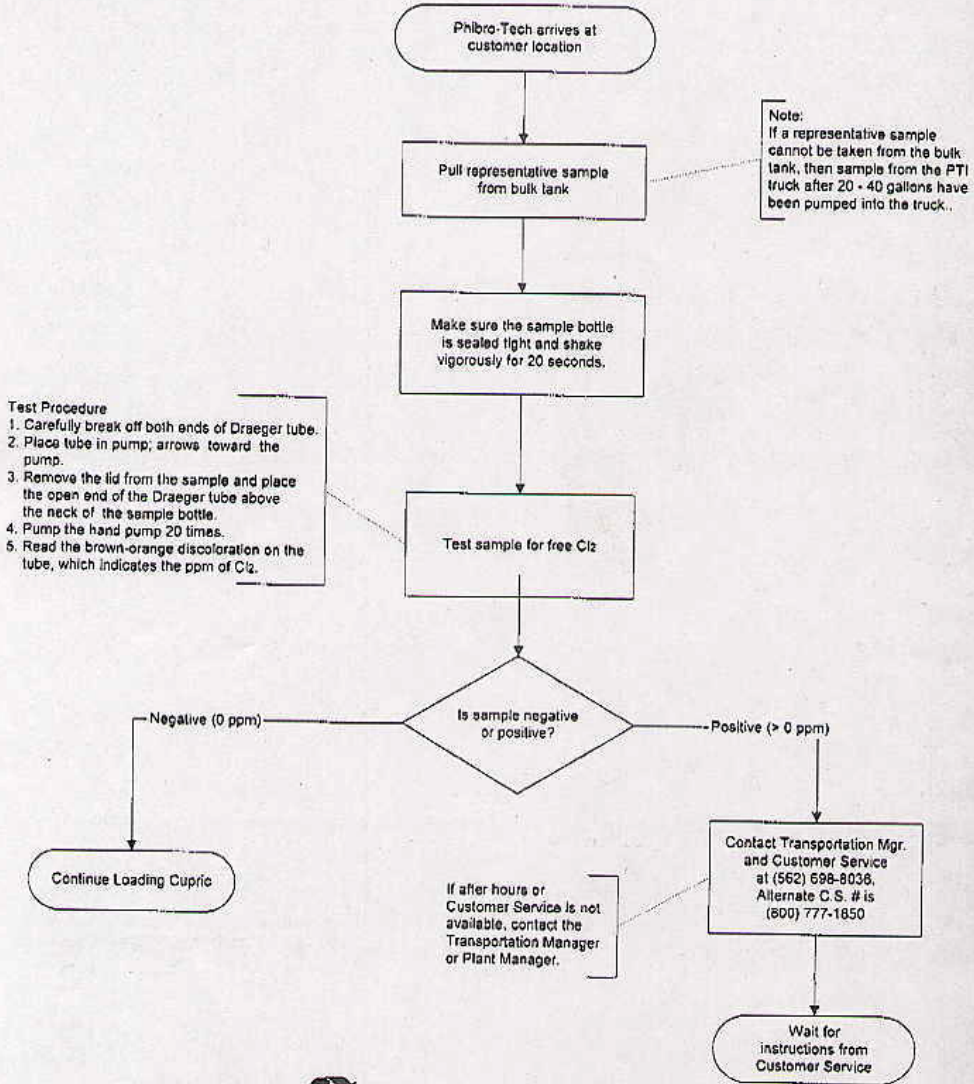 Phibro-Tech arrives at
customer location
Pull representative sample
from bulk tank
Note:
If a representative sample
cannot be taken from the bulk
tank, then sample from the PTI
truck after 20 - 40 gallons have
been pumped into the truck..
Make sure the sample bottle
is sealed tight and shake
vigorously for 20 seconds.
Test Procedure
1. Carefully break off both ends of Draeger tube.
2. Place tube in pump; arrows toward the
pump.
3. Remove the lid from the sample and place
the open end of the Draeger tube above
the neck of the sample bottle.
4. Pump the hand pump 20 times.
5. Read the brown-orange discoloration on the
tube, which indicates the ppm of Cl2.
Test sample for free Cl2
Is sample negative
or positive?
Negative (0 ppm)
Positive (> 0 ppm)
Continue Loading Cupric
Contact Transportation Mgr.
and Customer Service
at (562) 698-8036,
Alternate C.S. # is
(800) 777-1850
If after hours or
Customer Service is not
available, contact the
Transportation Manager
or Plant Manager.
Wait for
instructions from
Customer Service